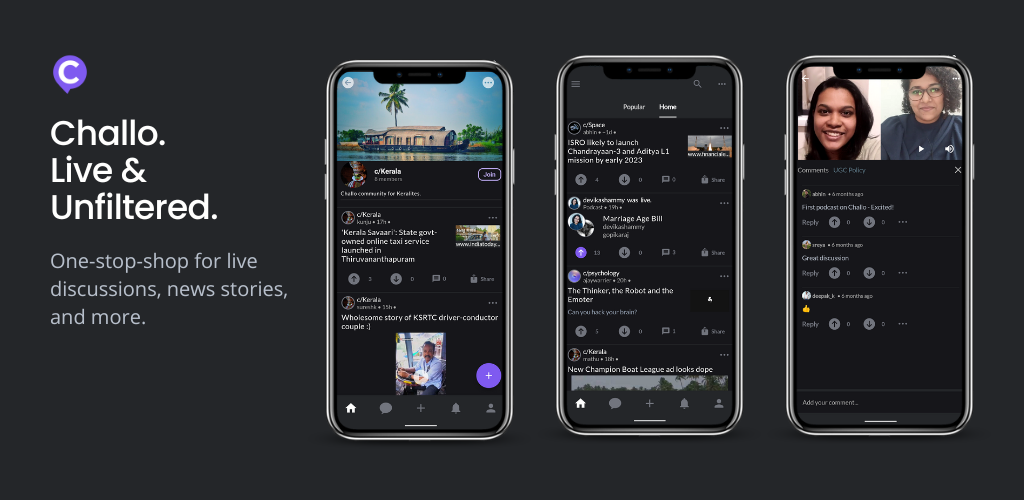 C
Challo.
Live &
Unfiltered.
One-stop-shop for live
discussions, news stories,
and more.
c/Kerala
8 members
Join
Challo community for Keralites.
c/Kerala
kunju • 17h •
'Kerala Savaari': State govt-
owned online taxi service
launched in
Thiruvananthapuram
www.indiatoday...
3
0
0
Share
c/Kerala
sureshk • 15h •
Wholesome story of KSRTC driver-conductor
couple :)
+
Popular
Home
c/Space
abhin • ~1d •
ISRO likely to launch
Chandrayaan-3 and Aditya L1
mission by early 2023
www.financiale...
4
0
0
Share
devikashammy was live.
Podcast • 19h •
Marriage Age Bill
devikashammy
gopikaraj
13
0
3
Share
c/psychology
ajaywarrier • 20h •
The Thinker, the Robot and the
Emoter
Can you hack your brain?
&
5
0
1
Share
c/Kerala
mathu • 18h •
New Champion Boat League ad looks dope
Comments
UGC Policy
abhin • 6 months ago
First podcast on Challo - Excited!
Reply
0
0
sreya • 6 months ago
Great discussion
Reply
0
0
deepak_k • 6 months ago
👍
Reply
0
0
Add your comment...